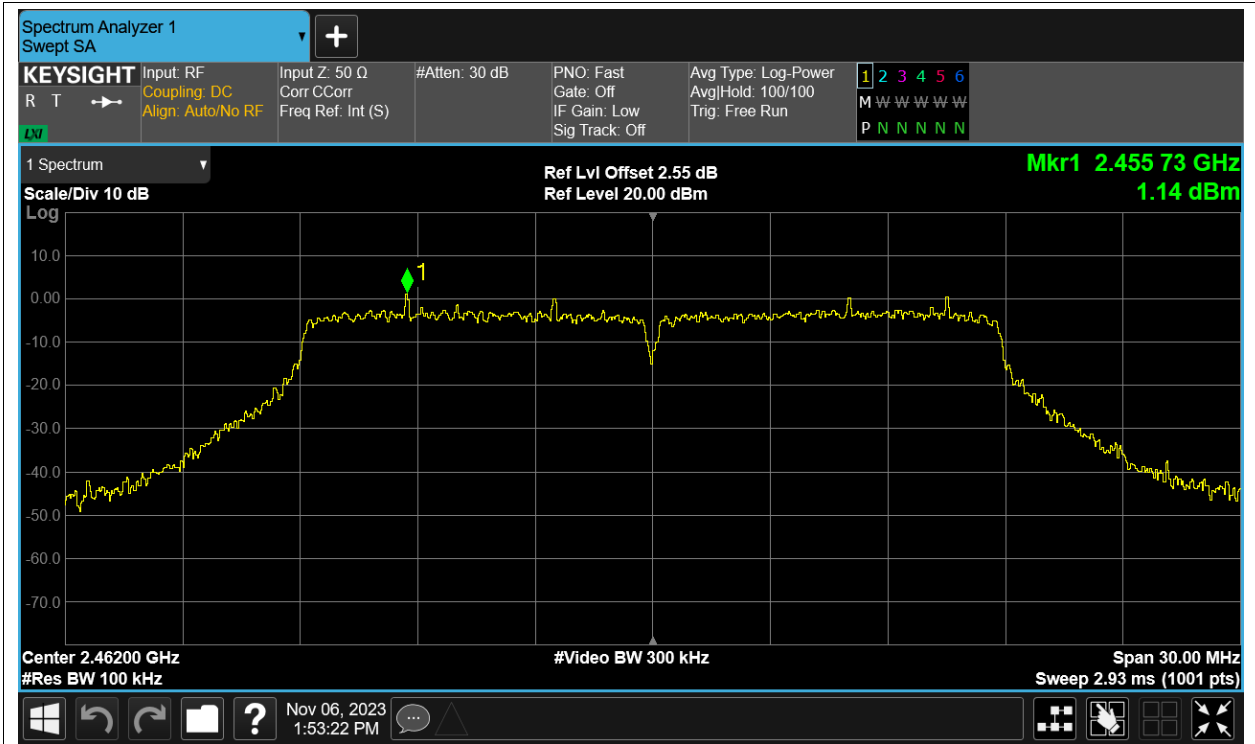 Spectrum Analyzer 1
Swept SA
KEYSIGHT
R T
LXI
Input: RF
Coupling: DC
Align: Auto/No RF
Input Z: 50 Ω
Corr CCorr
Freq Ref: Int (S)
#Atten: 30 dB
PNO: Fast
Gate: Off
IF Gain: Low
Sig Track: Off
Avg Type: Log-Power
Avg|Hold: 100/100
Trig: Free Run
1 2 3 4 5 6
M W W W W W
P N N N N N
1 Spectrum
Scale/Div 10 dB
Ref Lvl Offset 2.55 dB
Ref Level 20.00 dBm
Mkr1 2.455 73 GHz
1.14 dBm
Log
10.0
0.00
-10.0
-20.0
-30.0
-40.0
-50.0
-60.0
-70.0
1
Center 2.46200 GHz
#Res BW 100 kHz
#Video BW 300 kHz
Span 30.00 MHz
Sweep 2.93 ms (1001 pts)
?
Nov 06, 2023
1:53:22 PM